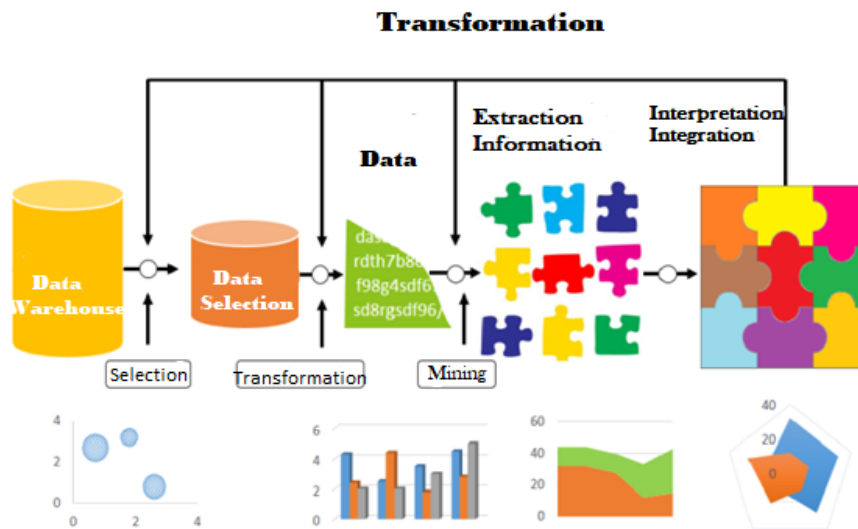 Transformation
Extraction
Information
Interpretation
Integration
Data
Data
Warehouse
Data
Selection
f98g4sdf6
sd8rgsdf96/
Selection
Transformation
Mining
4
2
0
0
2
4
6
4
2
0
60
40
20
0
40
20
0